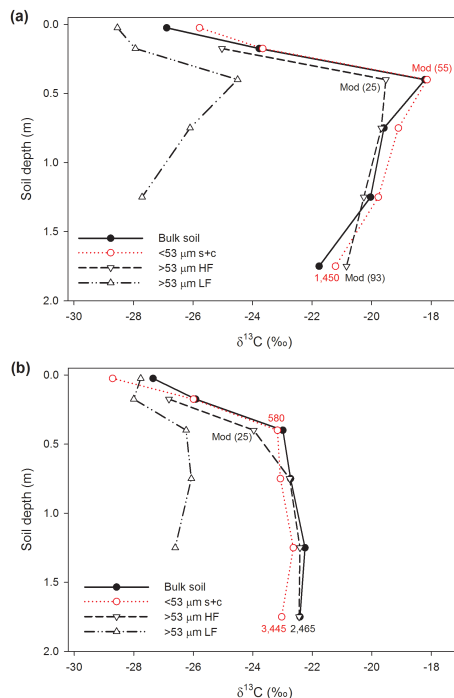 (a)
0.0
0.5
1.0
1.5
2.0
Soil depth (m)
Mod (55)
Mod (25)
Bulk soil
<53 μm s+c
>53 μm HF
>53 μm LF
1,450
Mod (93)
-30
-28
-26
-24
-22
-20
-18
δ¹³C (‰)
(b)
0.0
0.5
1.0
1.5
2.0
Soil depth (m)
580
Mod (25)
Bulk soil
<53 μm s+c
>53 μm HF
>53 μm LF
3,445
2,465
-30
-28
-26
-24
-22
-20
-18
δ¹³C (‰)